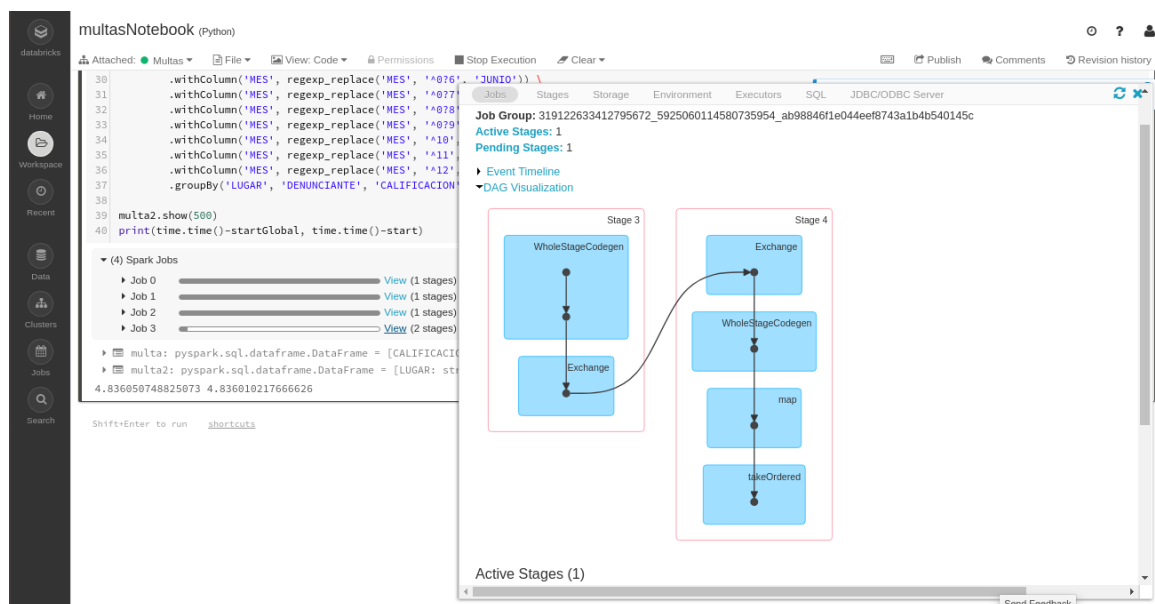 multasNotebook (Python)
databricks
Attached: Multas File View: Code Permissions Stop Execution Clear Publish Comments Revision history
Home
Workspace
Recent
Data
Clusters
Jobs
Search
30 .withColumn('MES', regexp_replace('MES', '^0?6', 'JUNIO')) \
31 .withColumn('MES', regexp_replace('MES', '^0?7'
32 .withColumn('MES', regexp_replace('MES', '^0?8'
33 .withColumn('MES', regexp_replace('MES', '^0?9'
34 .withColumn('MES', regexp_replace('MES', '^10',
35 .withColumn('MES', regexp_replace('MES', '^11',
36 .withColumn('MES', regexp_replace('MES', '^12',
37 .groupBy('LUGAR', 'DENUNCIANTE', 'CALIFICACION'
38
39 multa2.show(500)
40 print(time.time()-startGlobal, time.time()-start)
(4) Spark Jobs
Job 0 View (1 stages)
Job 1 View (1 stages)
Job 2 View (1 stages)
Job 3 View (2 stages)
multa: pyspark.sql.dataframe.DataFrame = [CALIFICACIO
multa2: pyspark.sql.dataframe.DataFrame = [LUGAR: str
4.836050748825073 4.836010217666626
Shift+Enter to run shortcuts
Jobs Stages Storage Environment Executors SQL JDBC/ODBC Server
Job Group: 319122633412795672_5925060114580735954_ab98846f1e044eef8743a1b4b540145c
Active Stages: 1
Pending Stages: 1
Event Timeline
DAG Visualization
Stage 3
WholeStageCodegen
Exchange
Stage 4
Exchange
WholeStageCodegen
map
takeOrdered
Active Stages (1)
Send Feedback